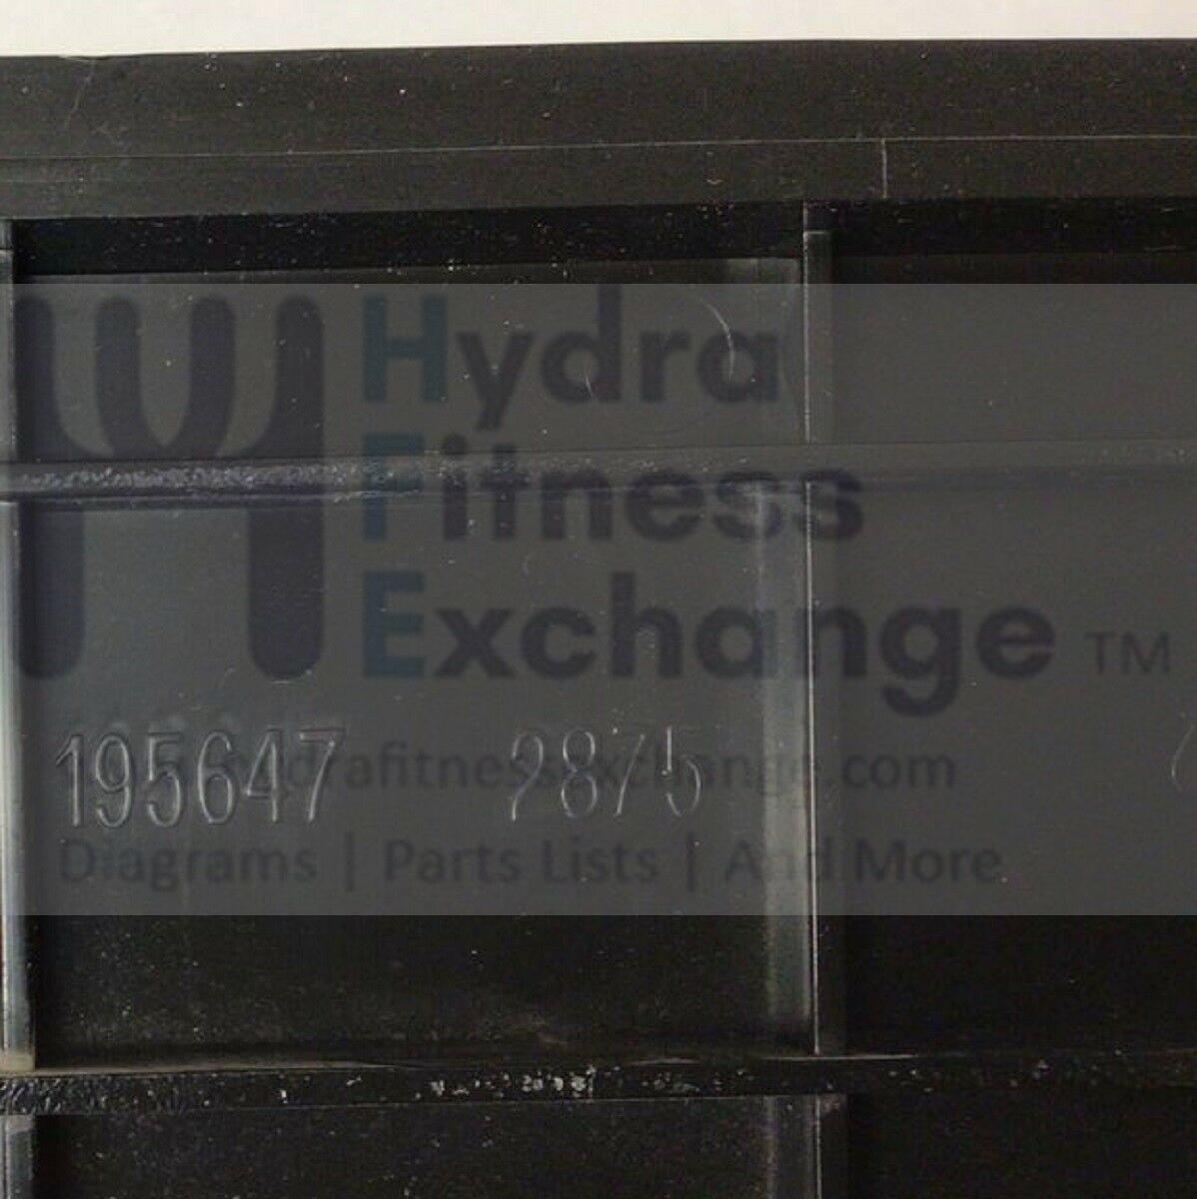 Hydra
Fitness
Exchange TM
195647 2875
hydrafitnessexchange.com
Diagrams | Parts Lists | And More